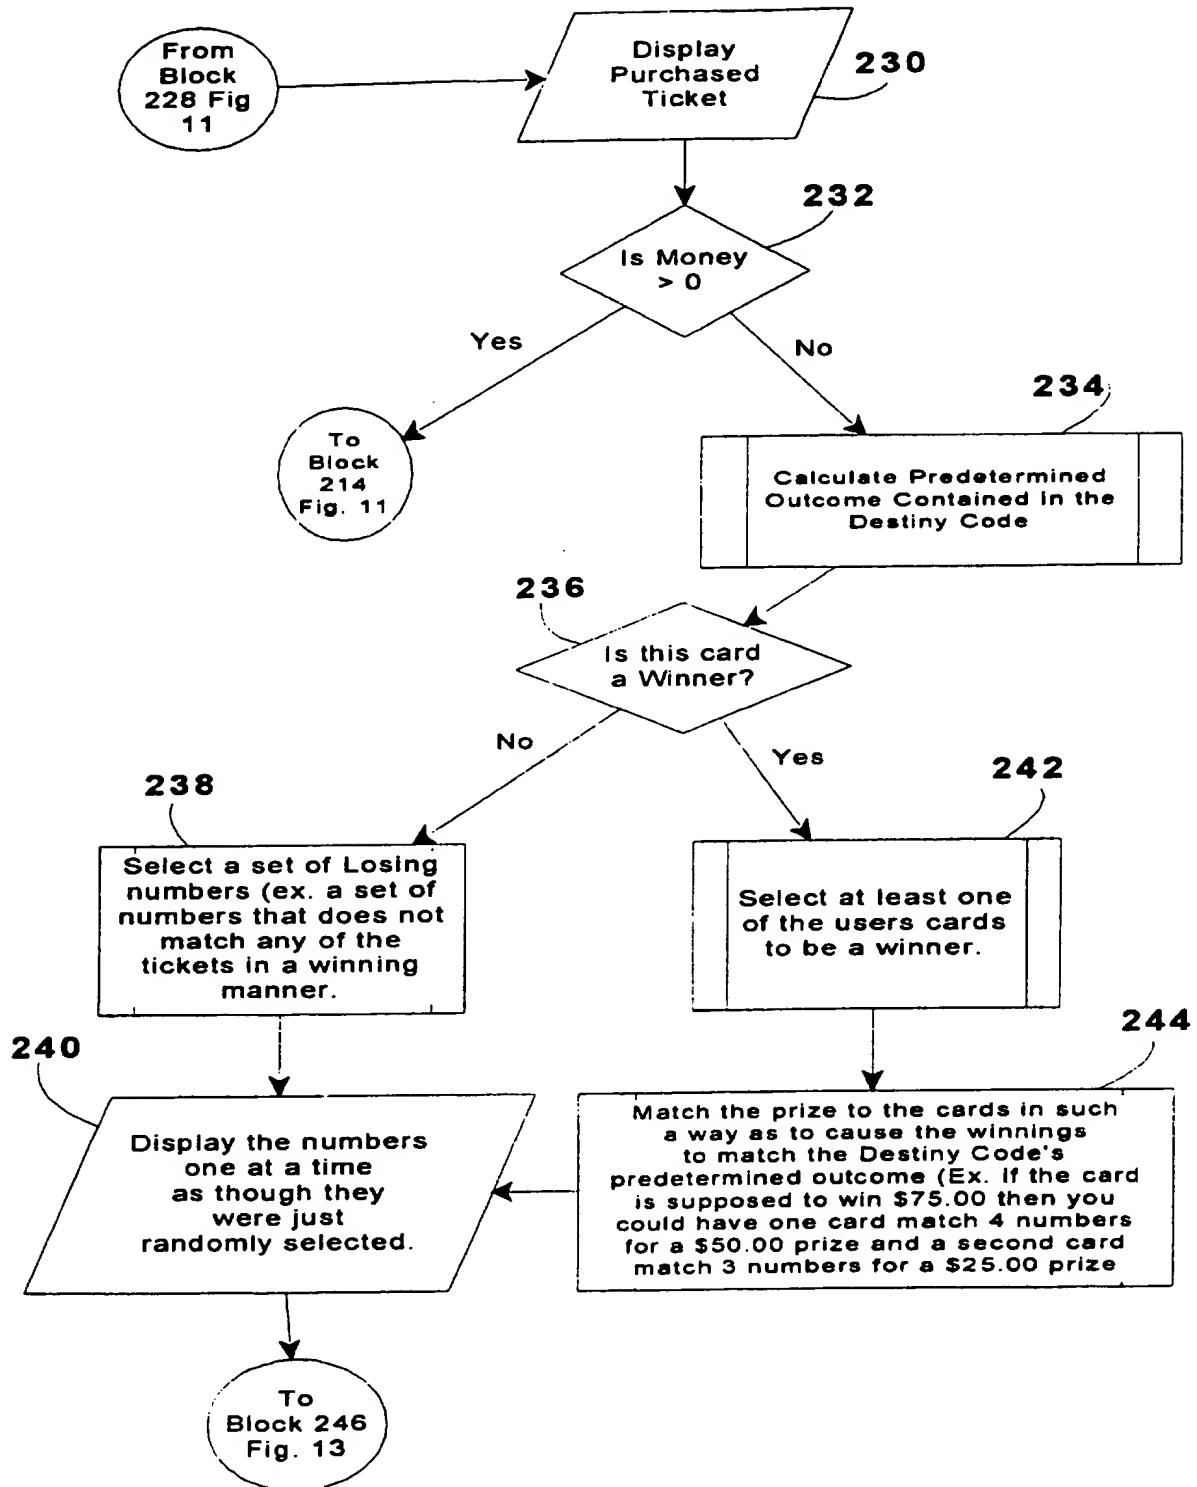 From
Block
228 Fig
11
Display
Purchased
Ticket
230
232
Is Money
> 0
Yes
No
234
To
Block
214
Fig. 11
Calculate Predetermined
Outcome Contained in the
Destiny Code
236
Is this card
a Winner?
No
Yes
238
242
Select a set of Losing
numbers (ex. a set of
numbers that does not
match any of the
tickets in a winning
manner.
Select at least one
of the users cards
to be a winner.
240
244
Display the numbers
one at a time
as though they
were just
randomly selected.
Match the prize to the cards in such
a way as to cause the winnings
to match the Destiny Code's
predetermined outcome (Ex. if the card
is supposed to win $75.00 then you
could have one card match 4 numbers
for a $50.00 prize and a second card
match 3 numbers for a $25.00 prize
To
Block 246
Fig. 13